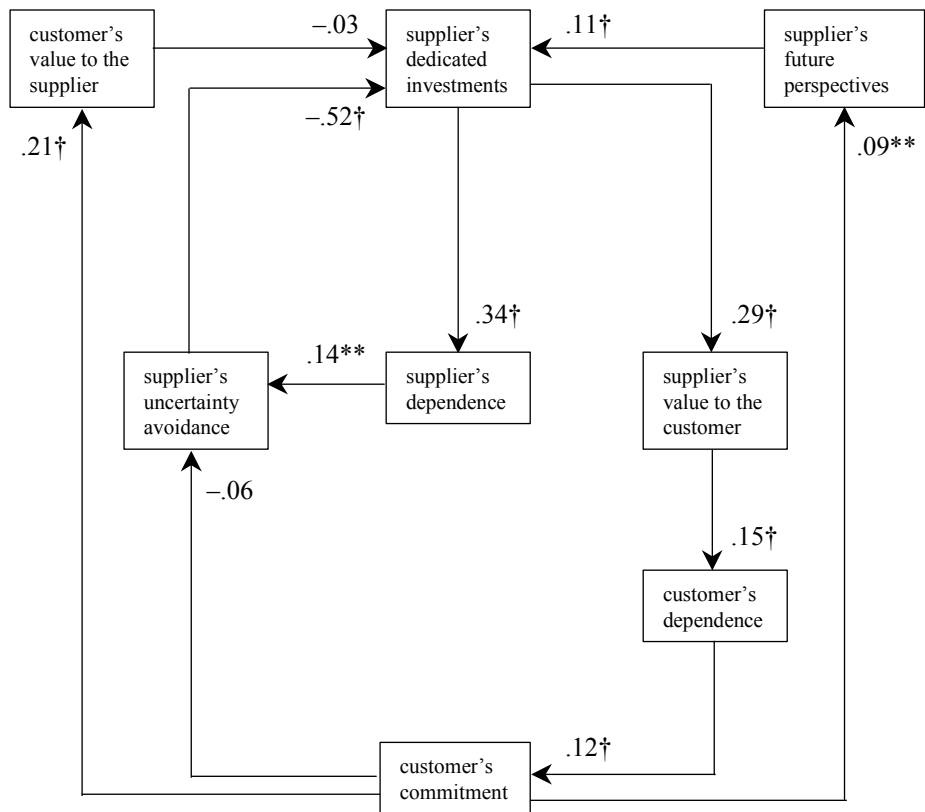 customer’s
value to the
supplier
–.03
supplier’s
dedicated
investments
.11†
supplier’s
future
perspectives
–.52†
.21†
.09**
.34†
.29†
.14**
supplier’s
uncertainty
avoidance
supplier’s
dependence
supplier’s
value to the
customer
–.06
.15†
customer’s
dependence
.12†
customer’s
commitment